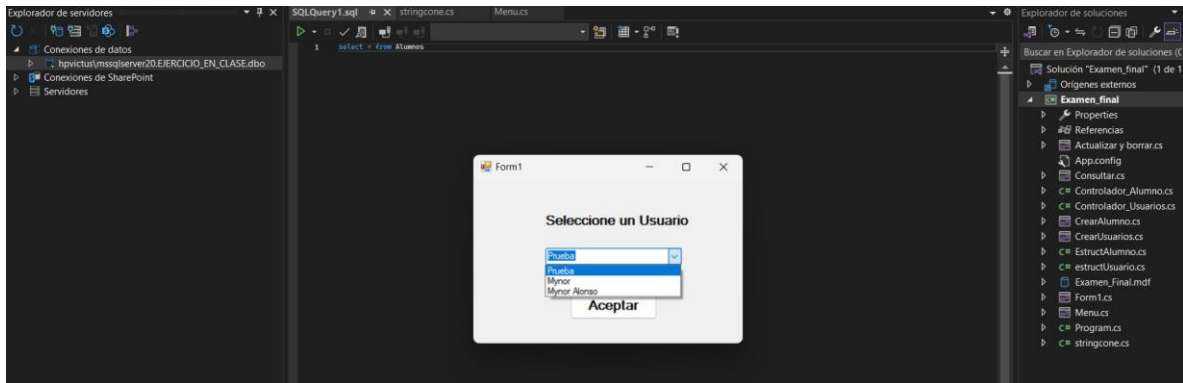 Explorador de servidores
Conexiones de datos
hpvictus\mssqlserver20.EJERCICIO_EN_CLASE.dbo
Conexiones de SharePoint
Servidores
SQLQuery1.sql
stringcone.cs
Menu.cs
1
select * from Alumnos
Form1
Seleccione un Usuario
Prueba
Prueba
Mynor
Mynor Alonso
Aceptar
Explorador de soluciones
Buscar en Explorador de soluciones (C
Solución "Examen_final" (1 de 1
Orígenes externos
Examen_final
Properties
Referencias
Actualizar y borrar.cs
App.config
Consultar.cs
C# Controlador_Alumno.cs
C# Controlador_Usuarios.cs
CrearAlumno.cs
CrearUsuarios.cs
C# EstructAlumno.cs
C# estructUsuario.cs
Examen_Final.mdf
Form1.cs
Menu.cs
C# Program.cs
C# stringcone.cs